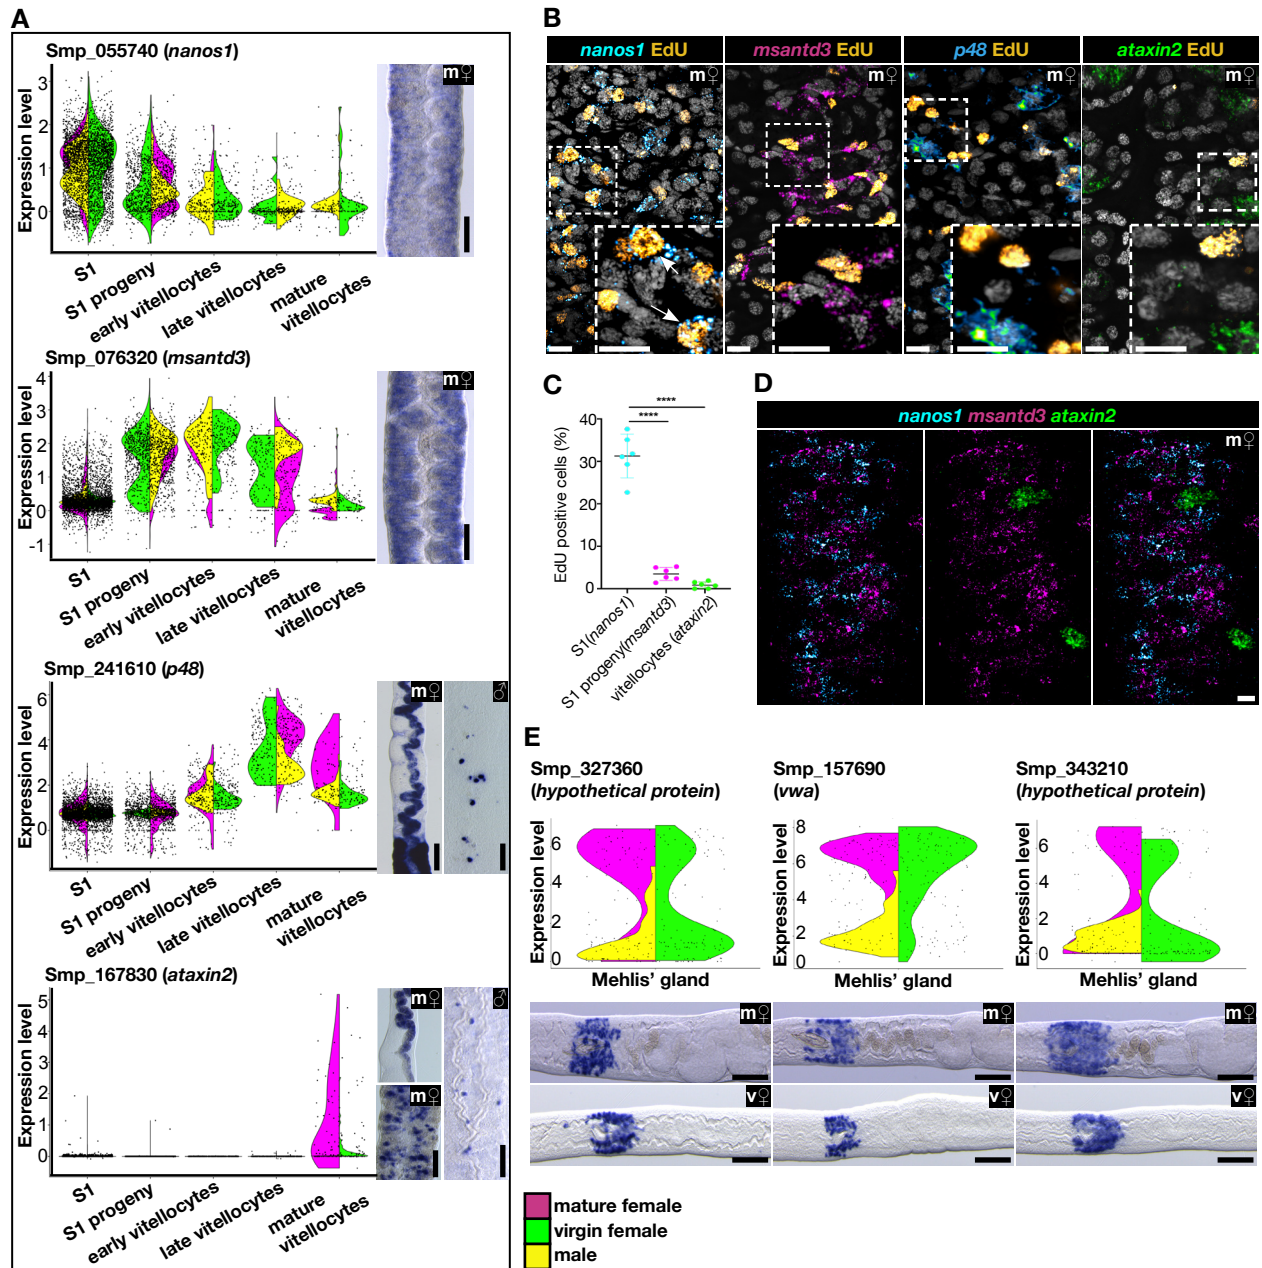 A
Smp_055740 (nanos1)
Expression level
3
2
1
0
m♀
S1
S1 progeny
early vitellocytes
late vitellocytes
mature
vitellocytes
Smp_076320 (msantd3)
Expression level
4
3
2
1
0
-1
m♀
S1
S1 progeny
early vitellocytes
late vitellocytes
mature
vitellocytes
Smp_241610 (p48)
Expression level
6
4
2
0
m♀
♂
S1
S1 progeny
early vitellocytes
late vitellocytes
mature
vitellocytes
Smp_167830 (ataxin2)
Expression level
5
4
3
2
1
0
m♀
♂
m♀
S1
S1 progeny
early vitellocytes
late vitellocytes
mature
vitellocytes
B
nanos1 EdU
msantd3 EdU
p48 EdU
ataxin2 EdU
m♀
m♀
m♀
m♀
C
EdU positive cells (%)
40
30
20
10
0
****
****
S1(nanos1)
S1 progeny(msantd3)
vitellocytes (ataxin2)
D
nanos1 msantd3 ataxin2
m♀
E
Smp_327360
(hypothetical protein)
Expression level
6
4
2
0
Mehlis' gland
m♀
v♀
Smp_157690
(vwa)
Expression level
8
6
4
2
0
Mehlis' gland
m♀
v♀
Smp_343210
(hypothetical protein)
Expression level
6
4
2
0
Mehlis' gland
m♀
v♀
mature female
virgin female
male